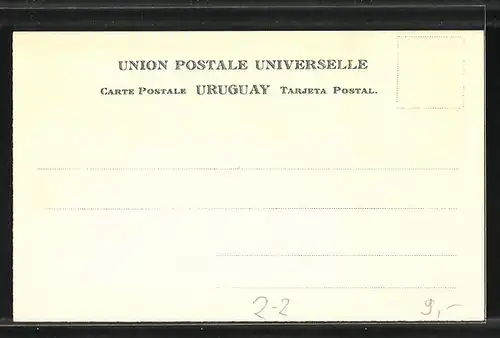 UNION POSTALE UNIVERSELLE
CARTE POSTALE URUGUAY TARJETA POSTAL.
2-2 9,-